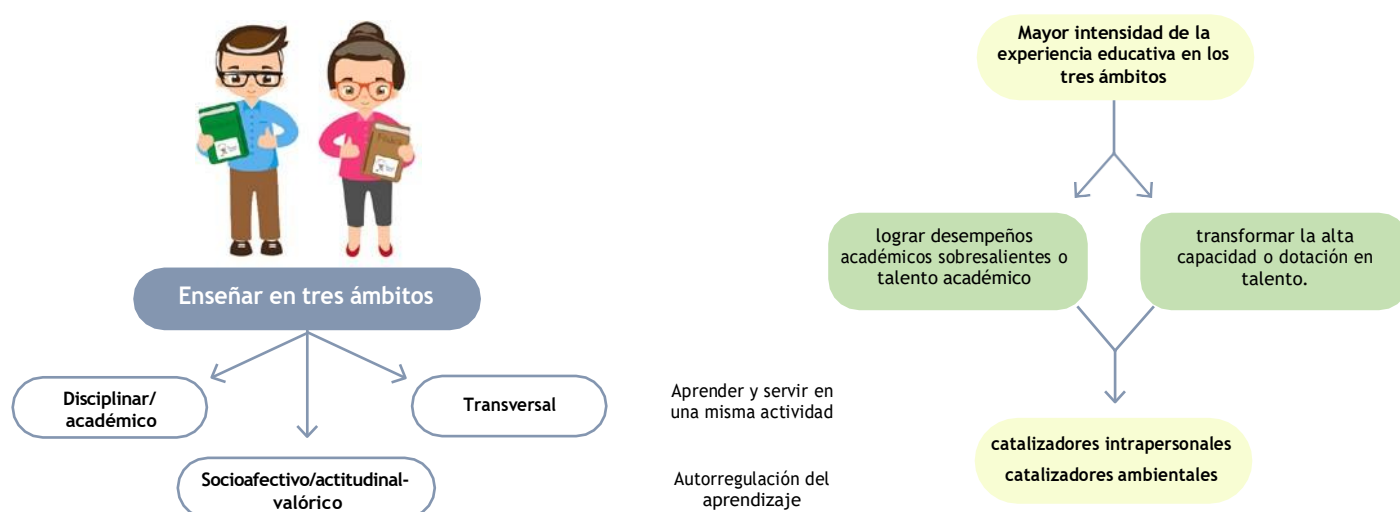 Enseñar en tres ámbitos
Disciplinar/
académico
Transversal
Socioafectivo/actitudinal-
valórico
Aprender y servir en
una misma actividad
Autorregulación del
aprendizaje
Mayor intensidad de la
experiencia educativa en los
tres ámbitos
lograr desempeños
académicos sobresalientes o
talento académico
transformar la alta
capacidad o dotación en
talento.
catalizadores intrapersonales
catalizadores ambientales